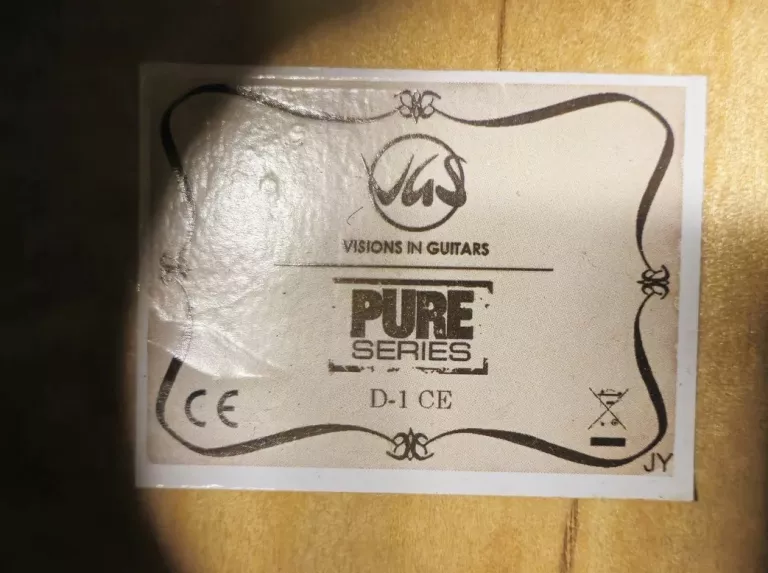 VGS
VISIONS IN GUITARS
PURE
SERIES
D-1 CE
CE
JY